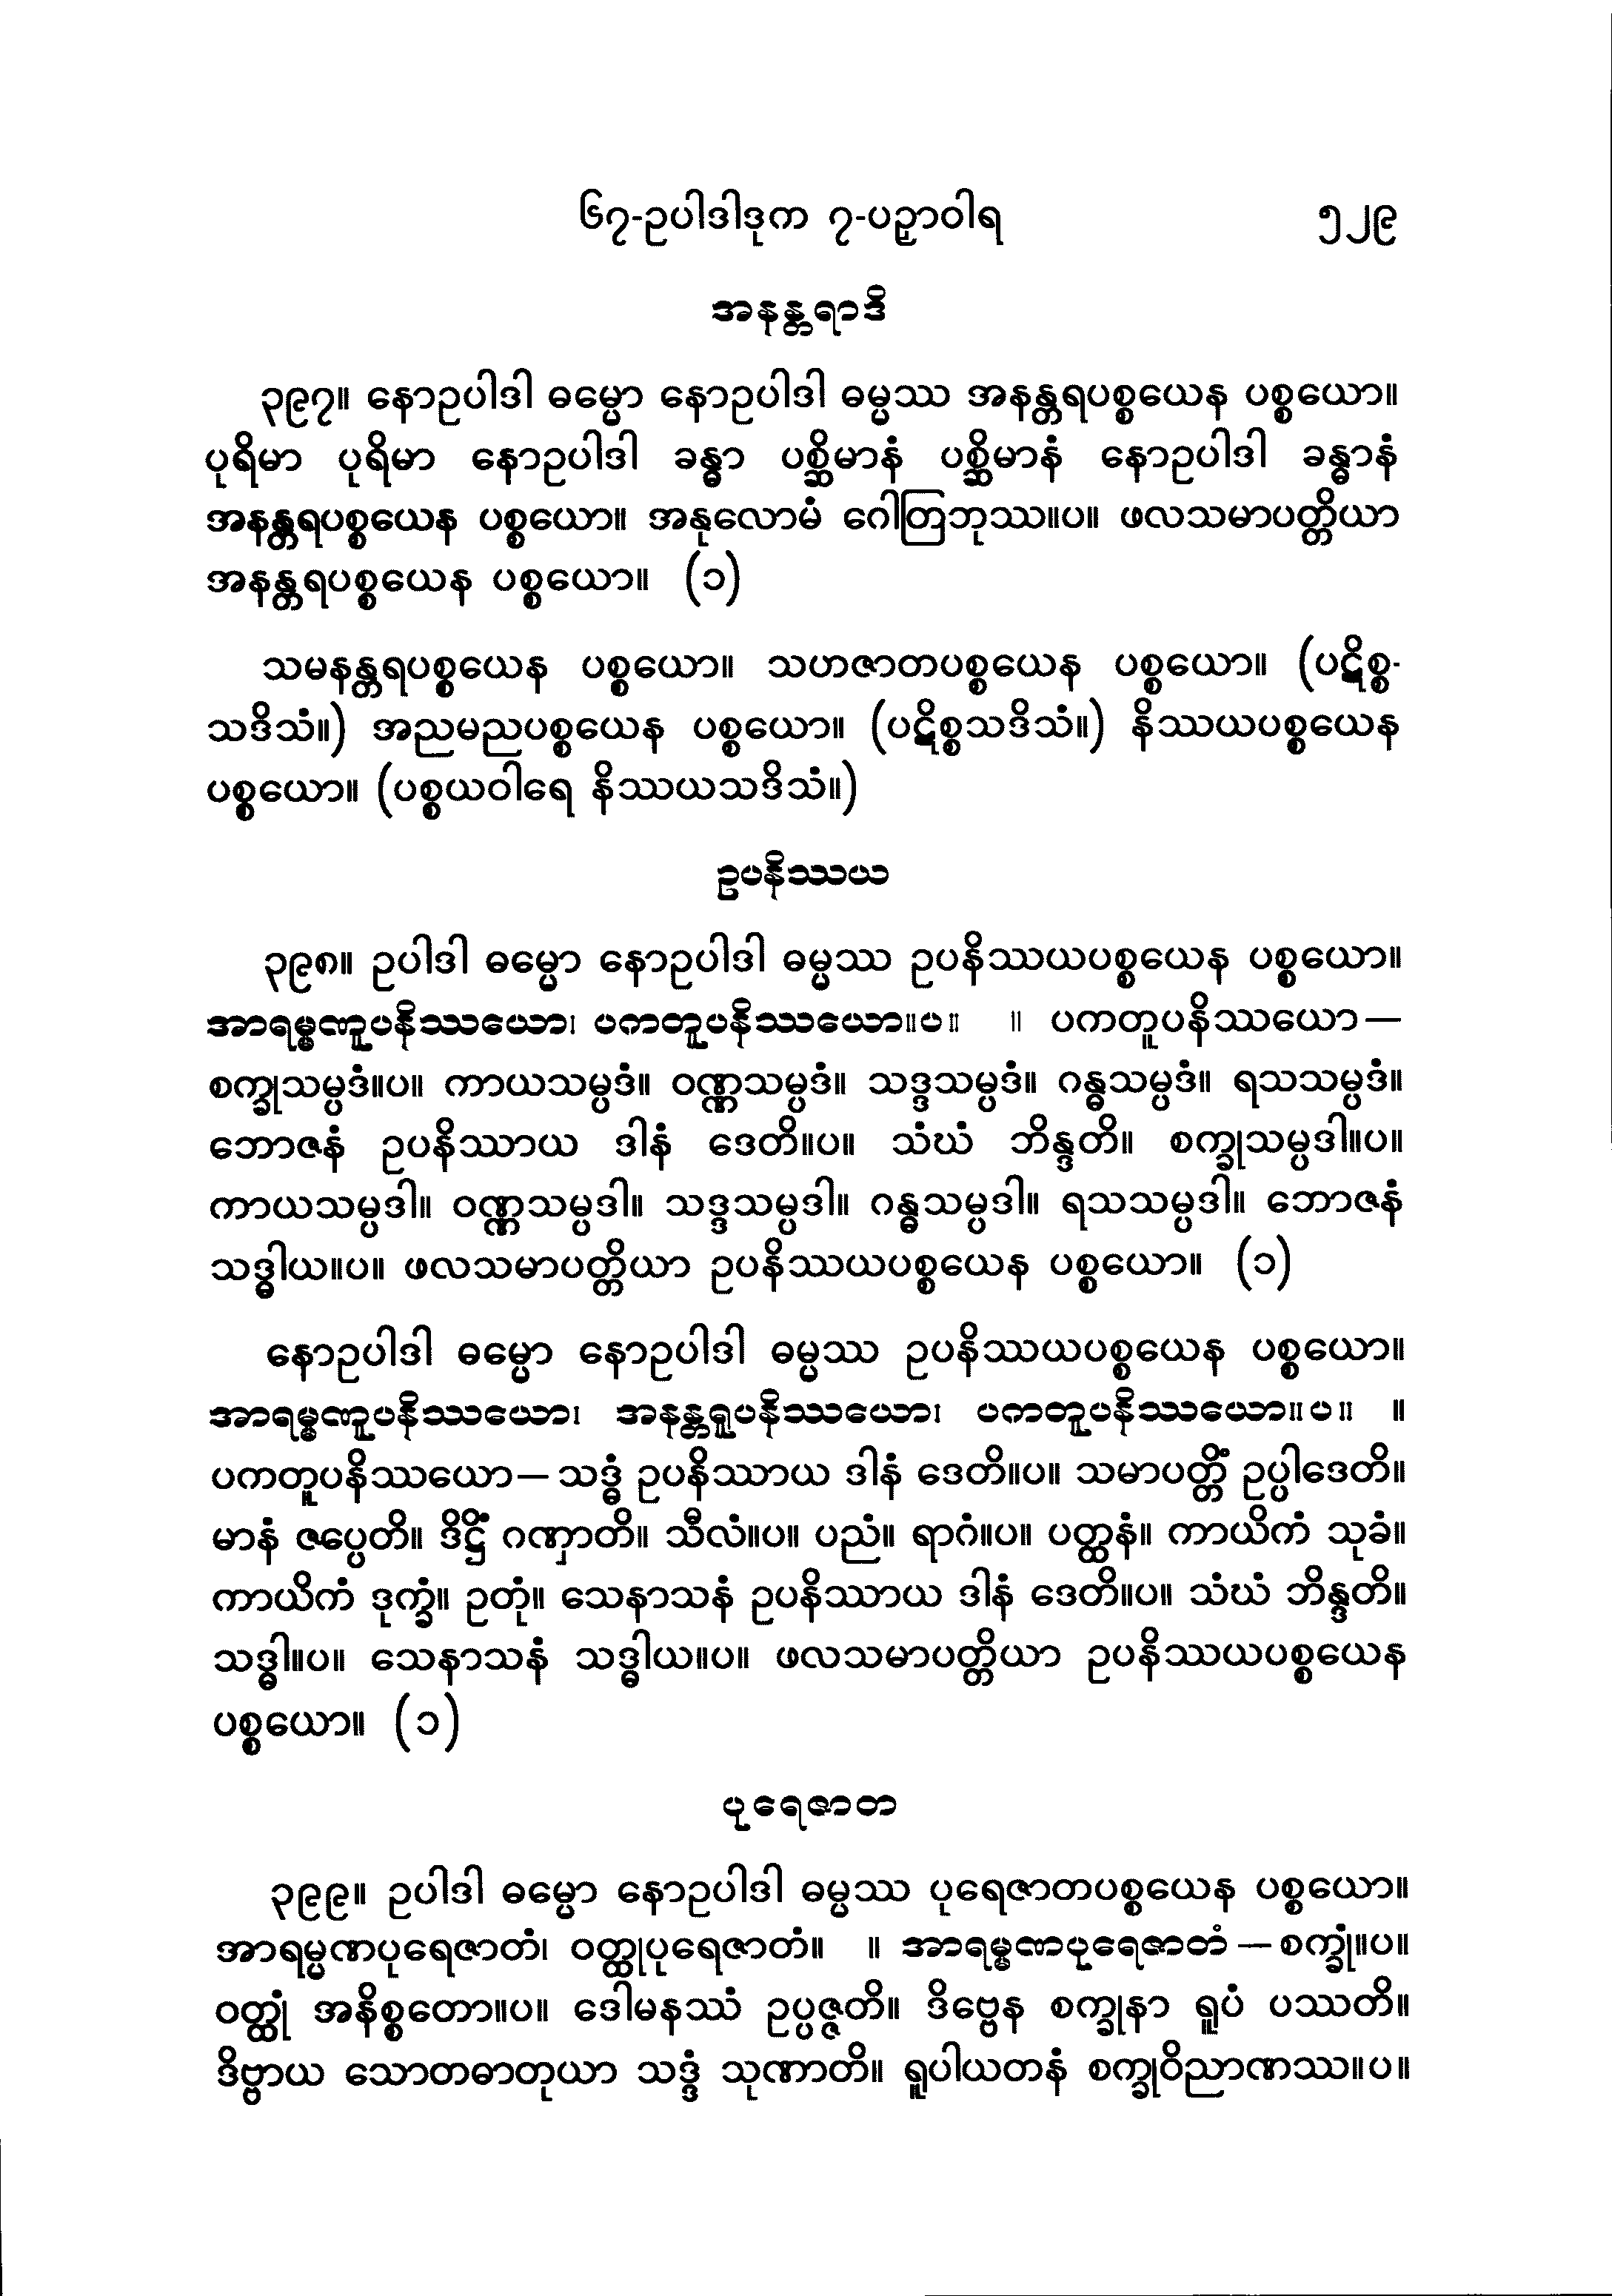 ၆၇-ဥပါဒါဒုက ၇-ပဉှာဝါရ ၅၂၉
အနန္တရာဒိ
၃၉၇။ နောဥပါဒါ ဓမ္မော နောဥပါဒါ ဓမ္မဿ အနန္တရပစ္စယေန ပစ္စယော။
ပုရိမာ ပုရိမာ နောဥပါဒါ ခန္ဓာ ပစ္ဆိမာနံ ပစ္ဆိမာနံ နောဥပါဒါ ခန္ဓာနံ
အနန္တရပစ္စယေန ပစ္စယော။ အနုလောမံ ဂေါတြဘုဿ။ပ။ ဖလသမာပတ္တိယာ
အနန္တရပစ္စယေန ပစ္စယော။ (၁)
သမနန္တရပစ္စယေန ပစ္စယော။ သဟဇာတပစ္စယေန ပစ္စယော။ (ပဋိစ္စ-
သဒိသံ။) အညမညပစ္စယေန ပစ္စယော။ (ပဋိစ္စသဒိသံ။) နိဿယပစ္စယေန
ပစ္စယော။ (ပစ္စယဝါရေ နိဿယသဒိသံ။)
ဥပနိဿယ
၃၉၈။ ဥပါဒါ ဓမ္မော နောဥပါဒါ ဓမ္မဿ ဥပနိဿယပစ္စယေန ပစ္စယော။
အာရမ္မဏူပနိဿယော၊ ပကတူပနိဿယော။ပ။ ။ ပကတူပနိဿယော—
စက္ခုသမ္ပဒံ။ပ။ ကာယသမ္ပဒံ။ ဝဏ္ဏသမ္ပဒံ။ သဒ္ဒသမ္ပဒံ။ ဂန္ဓသမ္ပဒံ။ ရသသမ္ပဒံ။
ဘောဇနံ ဥပနိဿာယ ဒါနံ ဒေတိ။ပ။ သံဃံ ဘိန္ဒတိ။ စက္ခုသမ္ပဒါ။ပ။
ကာယသမ္ပဒါ။ ဝဏ္ဏသမ္ပဒါ။ သဒ္ဒသမ္ပဒါ။ ဂန္ဓသမ္ပဒါ။ ရသသမ္ပဒါ။ ဘောဇနံ
သဒ္ဓါယ။ပ။ ဖလသမာပတ္တိယာ ဥပနိဿယပစ္စယေန ပစ္စယော။ (၁)
နောဥပါဒါ ဓမ္မော နောဥပါဒါ ဓမ္မဿ ဥပနိဿယပစ္စယေန ပစ္စယော။
အာရမ္မဏူပနိဿယော၊ အနန္တရူပနိဿယော၊ ပကတူပနိဿယော။ပ။ ။
ပကတူပနိဿယော— သဒ္ဓံ ဥပနိဿာယ ဒါနံ ဒေတိ။ပ။ သမာပတ္တိံ ဥပ္ပါဒေတိ။
မာနံ ဇပ္ပေတိ။ ဒိဋ္ဌိံ ဂဏှာတိ။ သီလံ။ပ။ ပညံ။ ရာဂံ။ပ။ ပတ္ထနံ။ ကာယိကံ သုခံ။
ကာယိကံ ဒုက္ခံ။ ဥတုံ။ သေနာသနံ ဥပနိဿာယ ဒါနံ ဒေတိ။ပ။ သံဃံ ဘိန္ဒတိ။
သဒ္ဓါ။ပ။ သေနာသနံ သဒ္ဓါယ။ပ။ ဖလသမာပတ္တိယာ ဥပနိဿယပစ္စယေန
ပစ္စယော။ (၁)
ပုရေဇာတ
၃၉၉။ ဥပါဒါ ဓမ္မော နောဥပါဒါ ဓမ္မဿ ပုရေဇာတပစ္စယေန ပစ္စယော။
အာရမ္မဏပုရေဇာတံ၊ ဝတ္ထုပုရေဇာတံ။ ။ အာရမ္မဏပုရေဇာတံ — စက္ခုံ။ပ။
ဝတ္ထုံ အနိစ္စတော။ပ။ ဒေါမနဿံ ဥပ္ပဇ္ဇတိ။ ဒိဗ္ဗေန စက္ခုနာ ရူပံ ပဿတိ။
ဒိဗ္ဗာယ သောတဓာတုယာ သဒ္ဒံ သုဏာတိ။ ရူပါယတနံ စက္ခုဝိညာဏဿ။ပ။